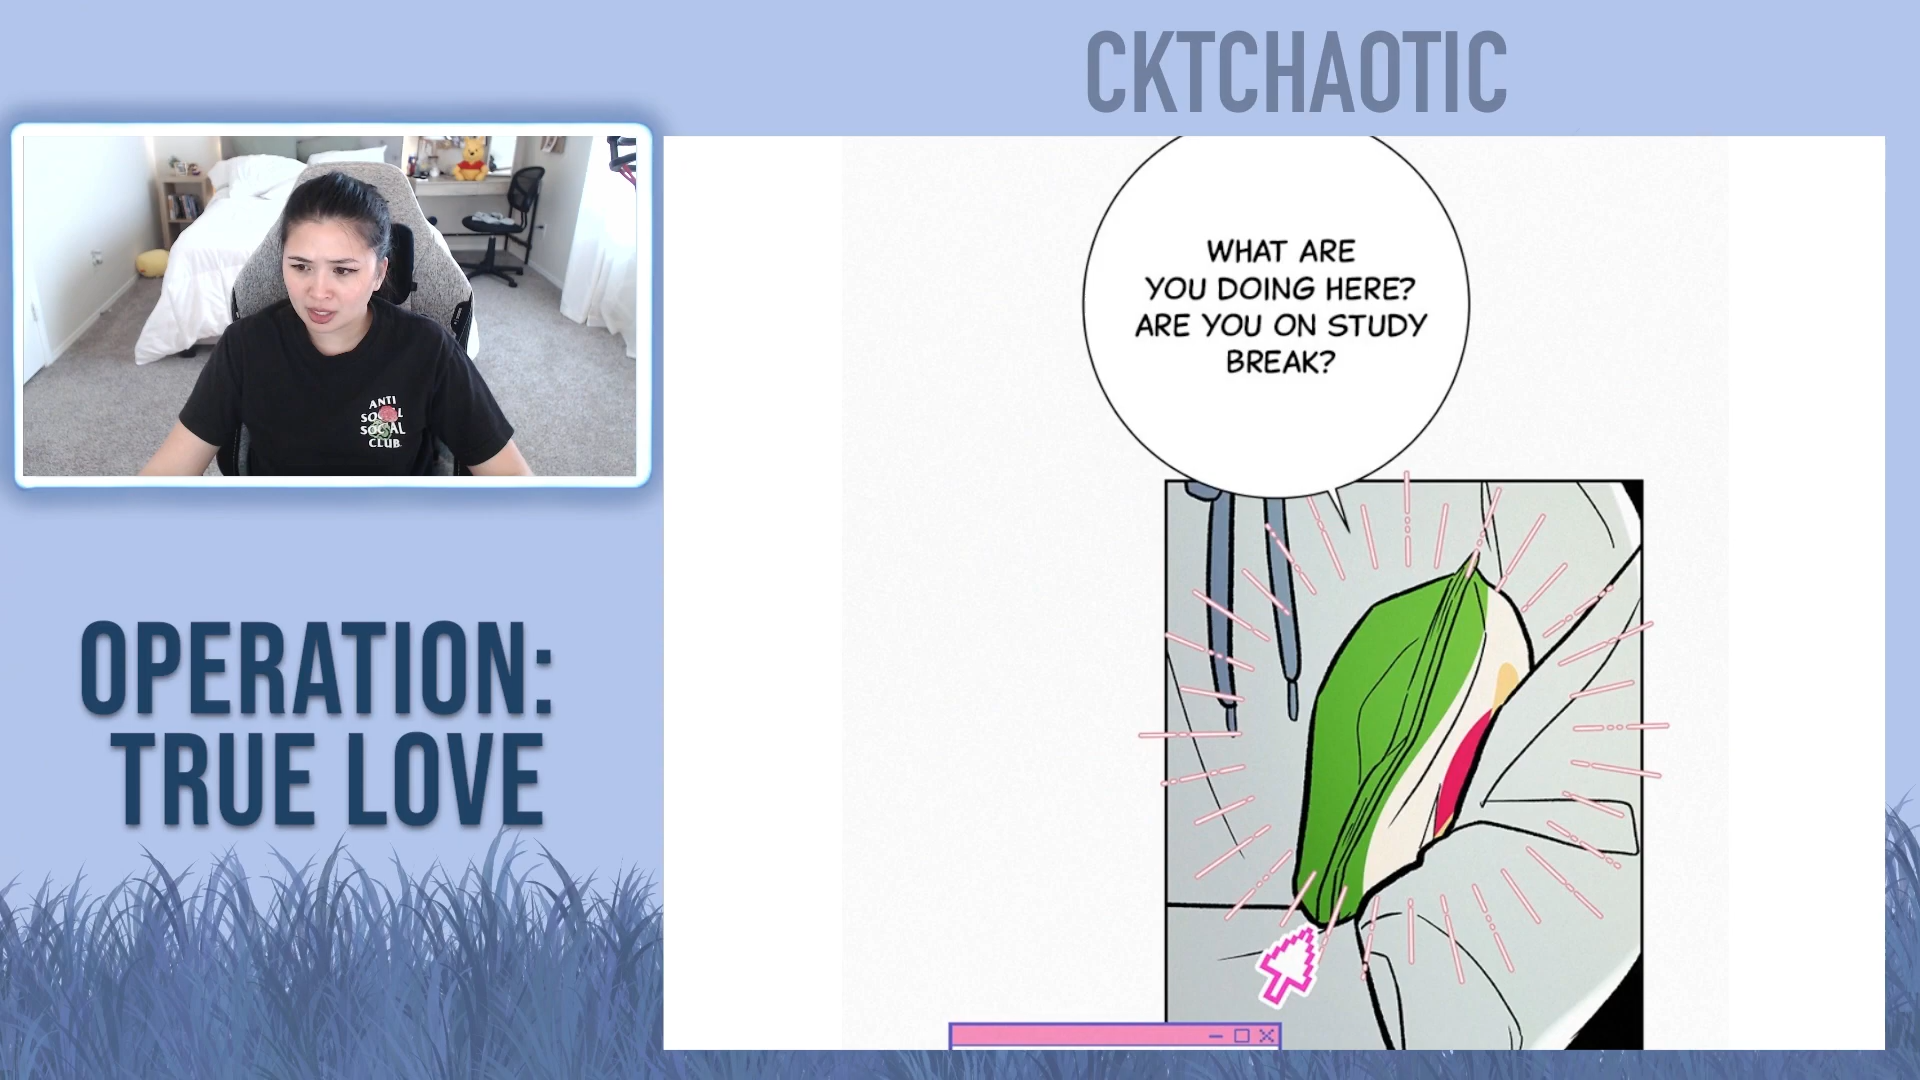 CKTCHAOTIC
ANTI
SOCIAL
SOCIAL
CLUB
OPERATION:
TRUE LOVE
WHAT ARE
YOU DOING HERE?
ARE YOU ON STUDY
BREAK?